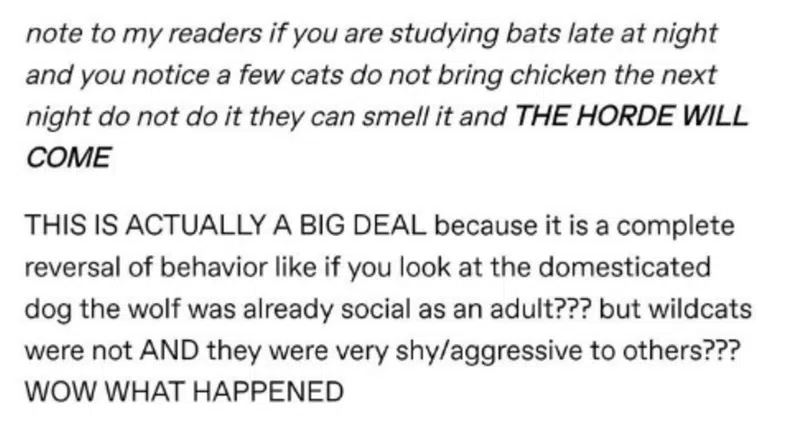 note to my readers if you are studying bats late at night
and you notice a few cats do not bring chicken the next
night do not do it they can smell it and THE HORDE WILL
COME
THIS IS ACTUALLY A BIG DEAL because it is a complete
reversal of behavior like if you look at the domesticated
dog the wolf was already social as an adult??? but wildcats
were not AND they were very shy/aggressive to others???
WOW WHAT HAPPENED